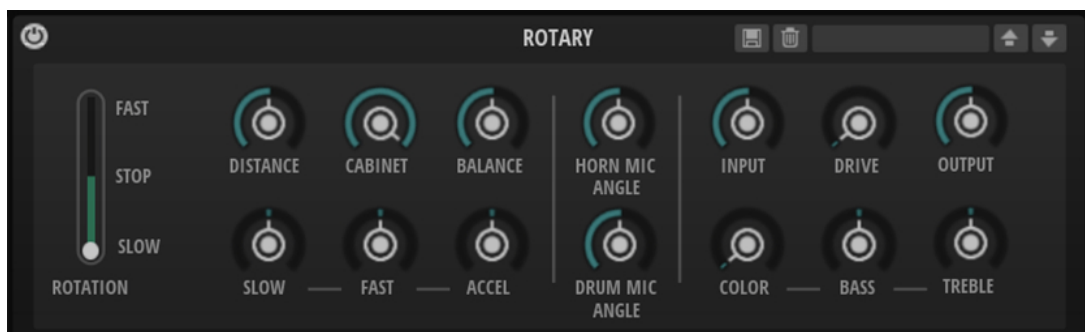 ROTARY
FAST
STOP
SLOW
ROTATION
DISTANCE CABINET BALANCE
SLOW FAST ACCEL
HORN MIC
ANGLE
DRUM MIC
ANGLE
INPUT DRIVE OUTPUT
COLOR BASS TREBLE